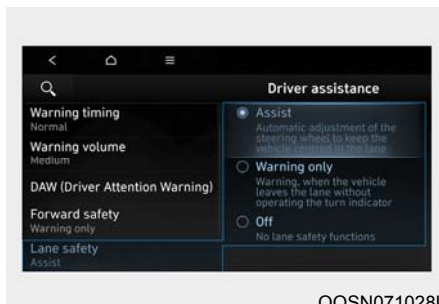 Driver assistance
Warning timing
Normal
Warning volume
Medium
DAW (Driver Attention Warning)
Forward safety
Warning only
Lane safety
Assist
Assist
Automatic adjustment of the
steering wheel to keep the
vehicle centred in the lane
Warning only
Warning, when the vehicle
leaves the lane without
operating the turn indicator
Off
No lane safety functions